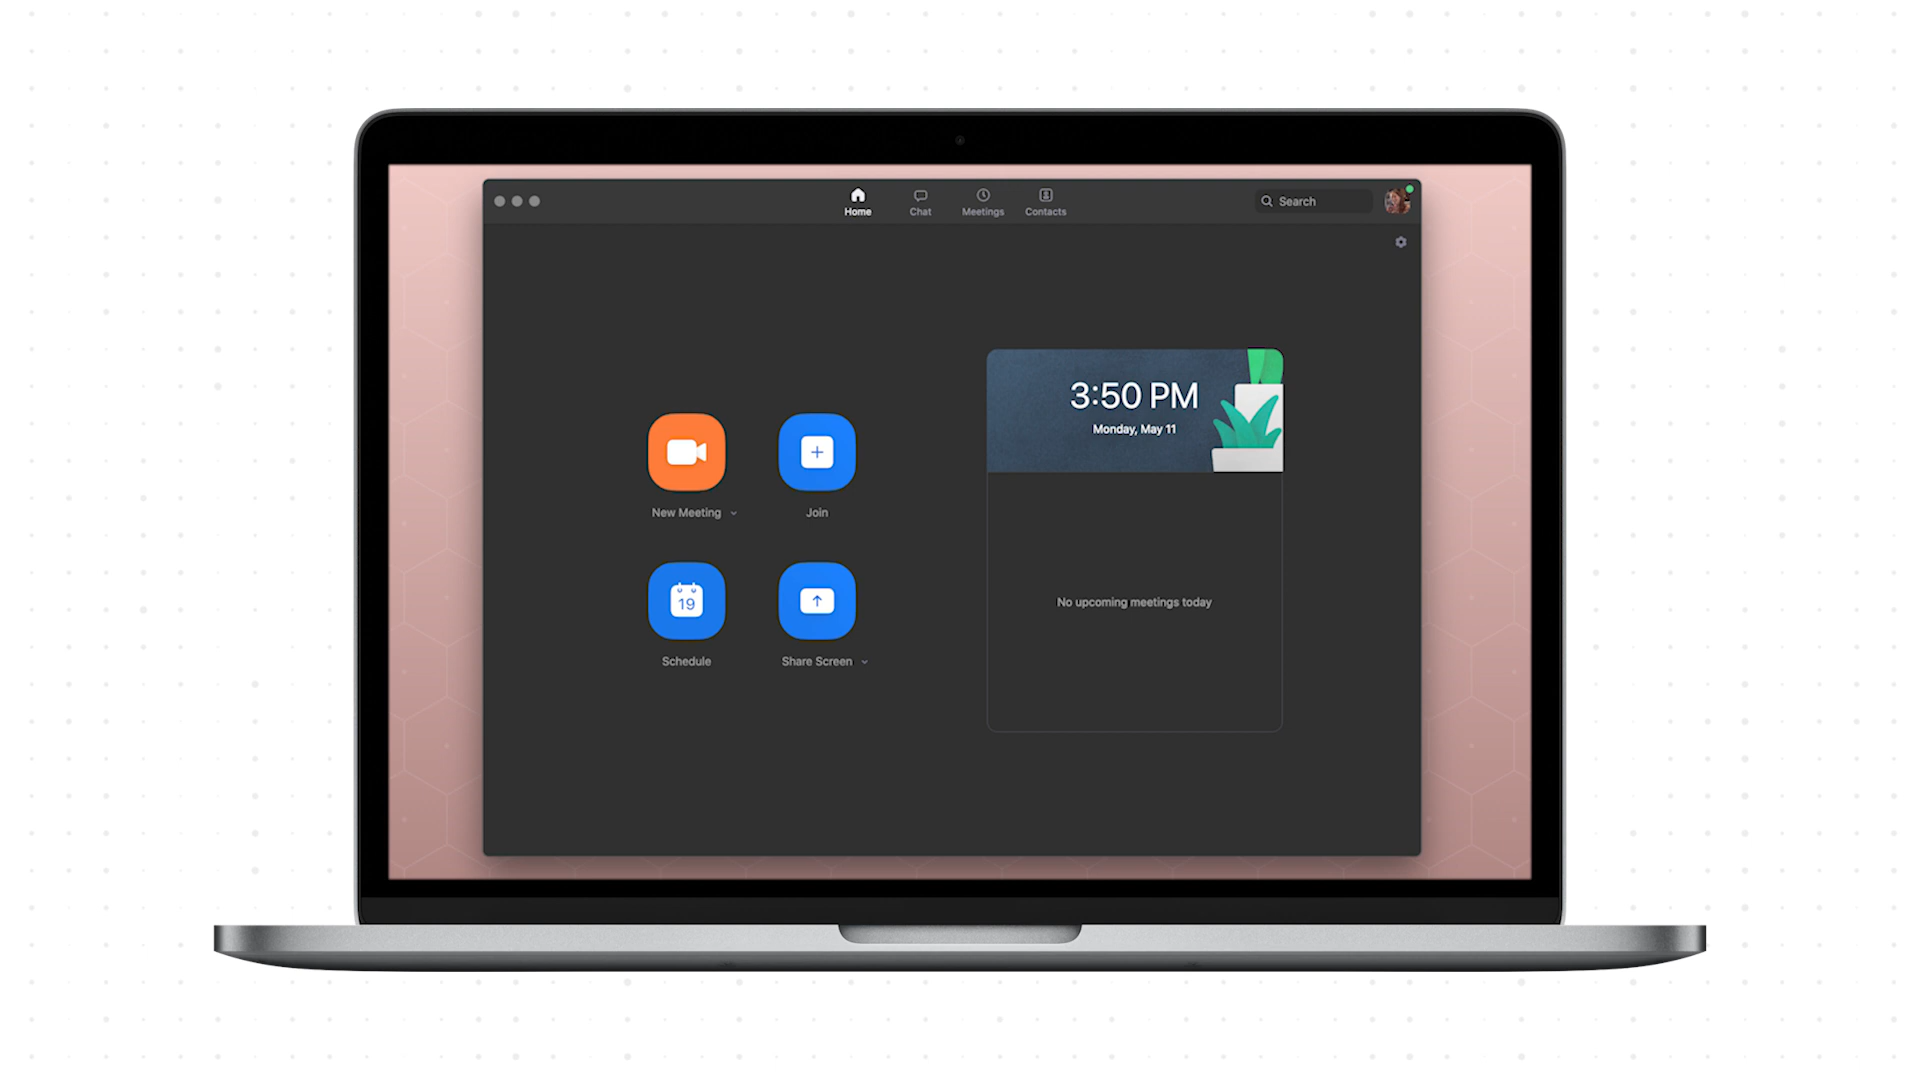 Home
Chat
Meetings
Contacts
Search
3:50 PM
Monday, May 11
New Meeting
Join
19
Schedule
Share Screen
No upcoming meetings today